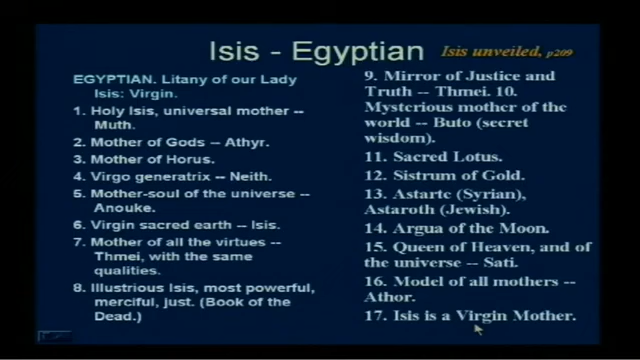 Isis - Egyptian
Isis unveiled, p209
EGYPTIAN. Litany of our Lady
Isis: Virgin.
1. Holy Isis, universal mother --
Muth.
2. Mother of Gods -- Athyr.
3. Mother of Horus.
4. Virgo generatrix -- Neith.
5. Mother-soul of the universe --
Anouke.
6. Virgin sacred earth -- Isis.
7. Mother of all the virtues --
Thmei, with the same
qualities.
8. Illustrious Isis, most powerful,
merciful, just. (Book of the
Dead.)
9. Mirror of Justice and
Truth -- Thmei. 10.
Mysterious mother of the
world -- Buto (secret
wisdom).
11. Sacred Lotus.
12. Sistrum of Gold.
13. Astarte (Syrian),
Astaroth (Jewish).
14. Argua of the Moon.
15. Queen of Heaven, and of
the universe -- Sati.
16. Model of all mothers --
Athor.
17. Isis is a Virgin Mother.